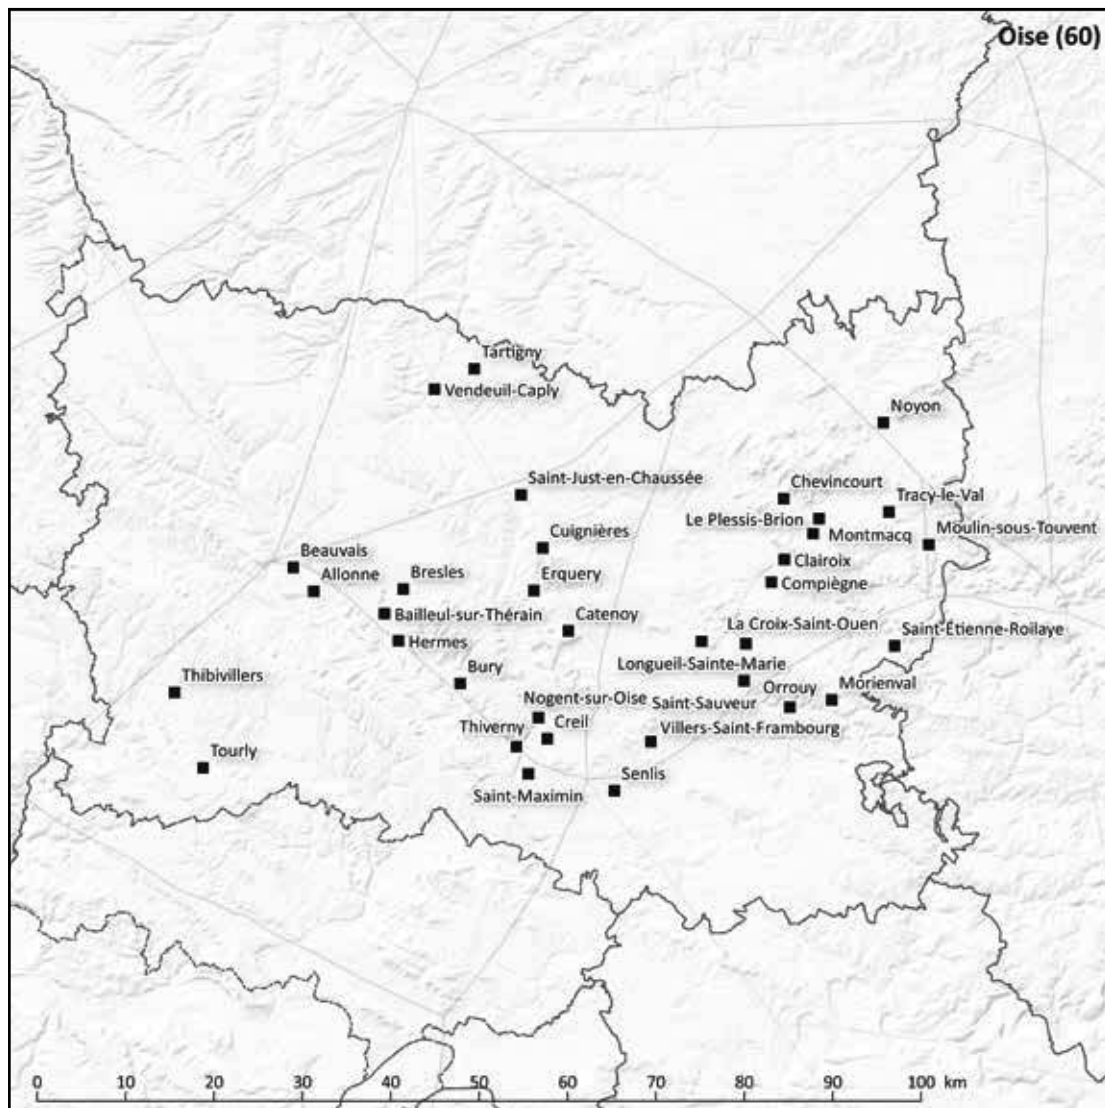 Oise (60)
Tartigny
Vendeuil-Caply
Noyon
Saint-Just-en-Chaussée
Chevincourt
Tracy-le-Val
Le Plessis-Brion
Montmacq
Moulin-sous-Touvent
Cuignières
Beauvais
Allonne
Bresles
Erquery
Clairoix
Compiègne
Bailleul-sur-Thérain
Catenoy
La Croix-Saint-Ouen
Saint-Étienne-Roilaye
Hermes
Longueil-Sainte-Marie
Bury
Thibivillers
Orrouy
Morienval
Nogent-sur-Oise
Saint-Sauveur
Thiverny
Creil
Villers-Saint-Frambourg
Tourly
Senlis
Saint-Maximin
0 10 20 30 40 50 60 70 80 90 100 km